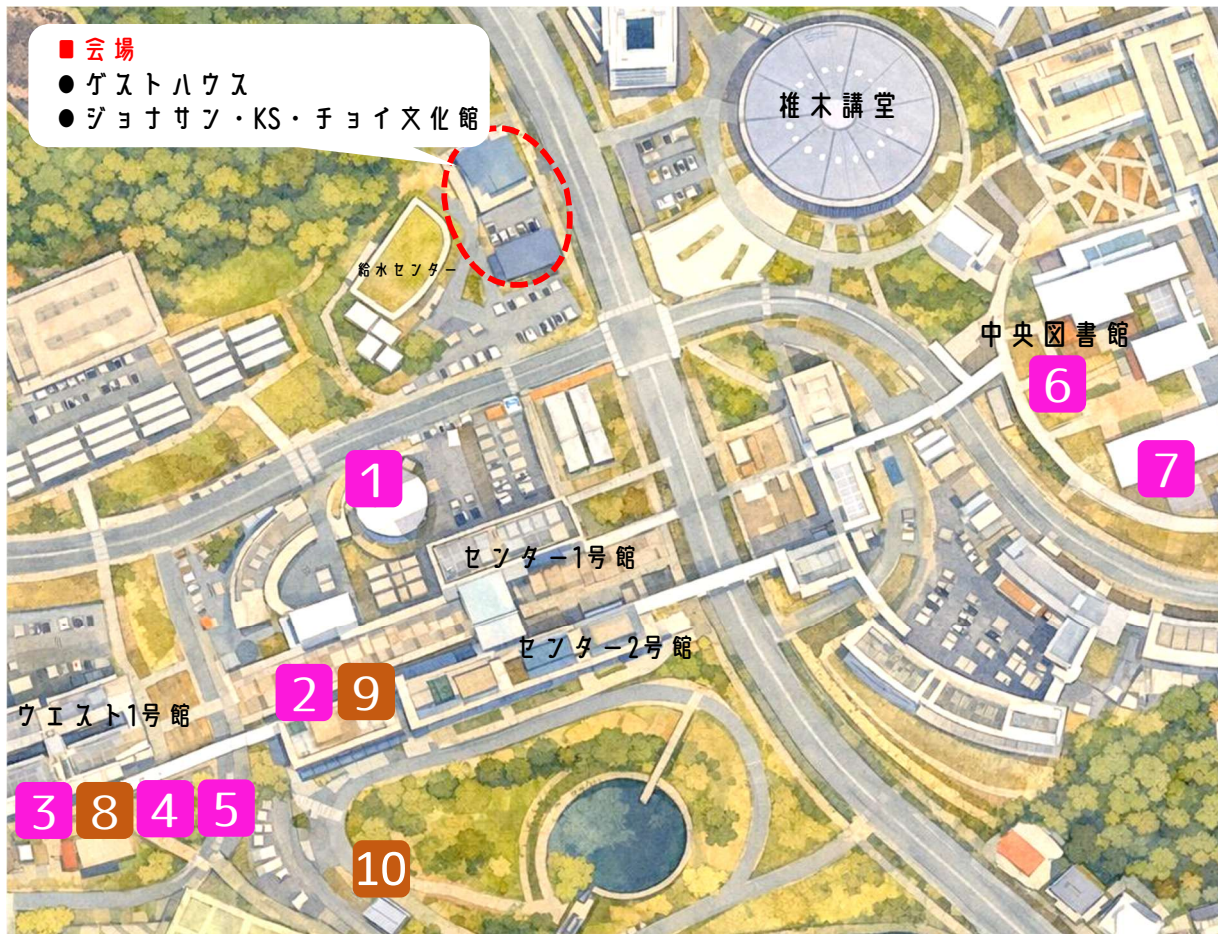 ■ 会場
● ゲストハウス
● ジョナサン・KS・チョイ文化館
椎木講堂
給水センター
中央図書館
6
7
1
センター1号館
センター2号館
2
9
ウエスト1号館
3
8
4
5
10